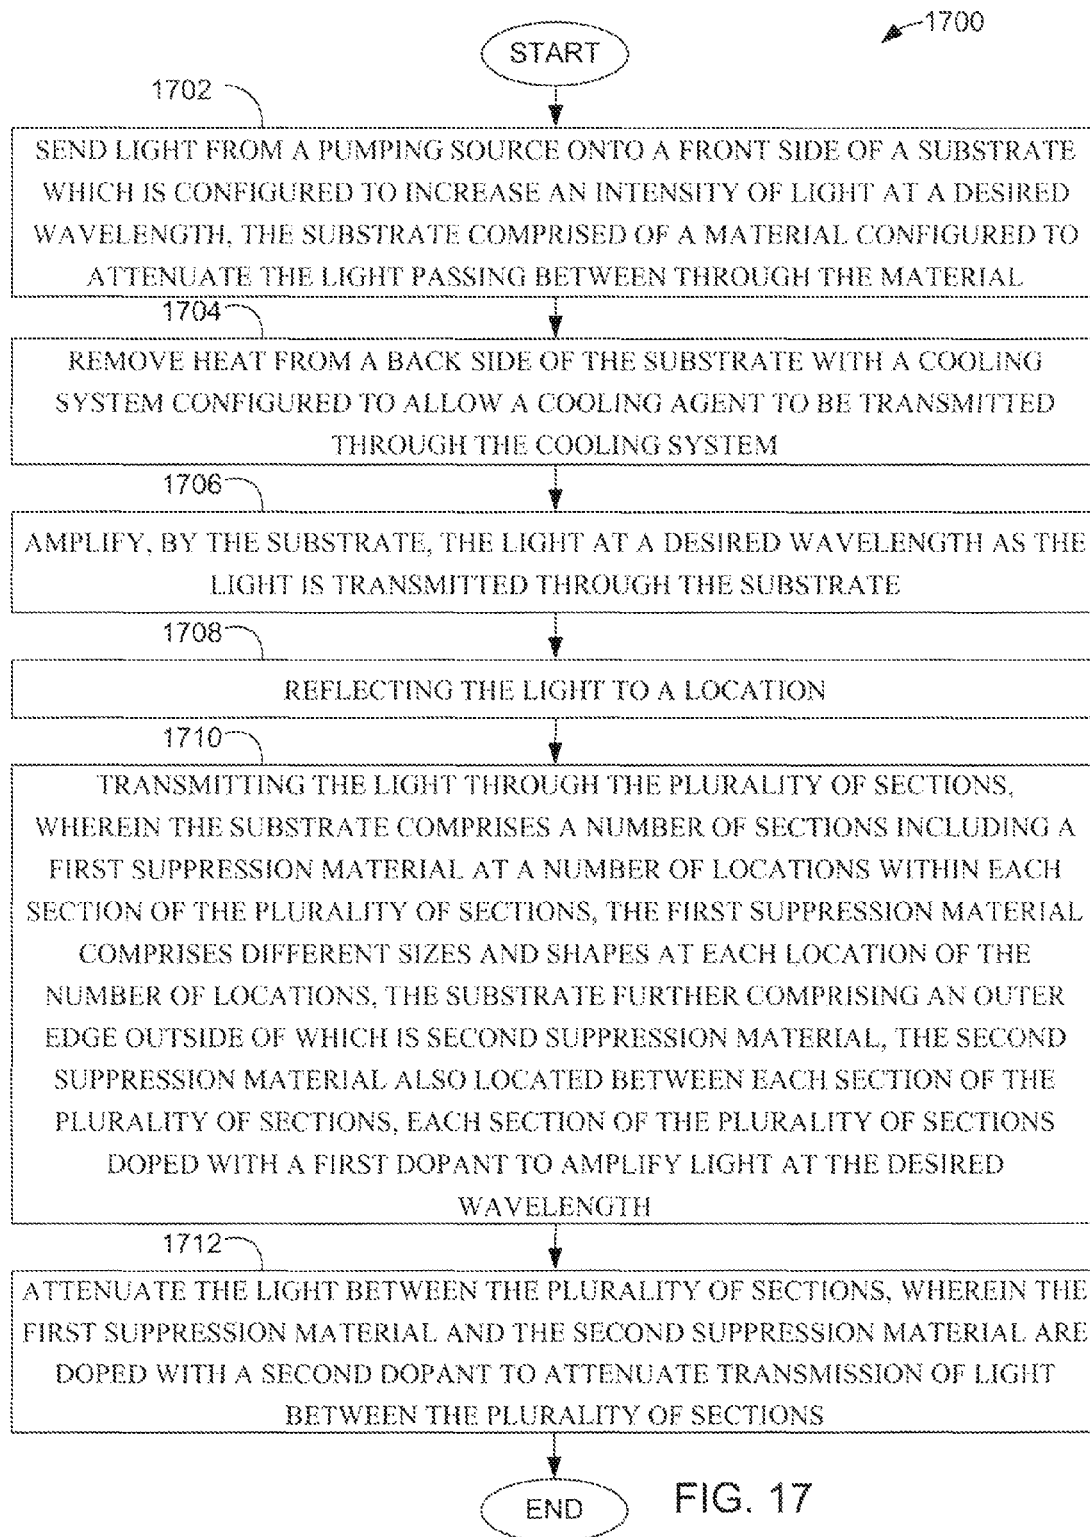 1700
START
1702
SEND LIGHT FROM A PUMPING SOURCE ONTO A FRONT SIDE OF A SUBSTRATE
WHICH IS CONFIGURED TO INCREASE AN INTENSITY OF LIGHT AT A DESIRED
WAVELENGTH, THE SUBSTRATE COMPRISED OF A MATERIAL CONFIGURED TO
ATTENUATE THE LIGHT PASSING BETWEEN THROUGH THE MATERIAL
1704
REMOVE HEAT FROM A BACK SIDE OF THE SUBSTRATE WITH A COOLING
SYSTEM CONFIGURED TO ALLOW A COOLING AGENT TO BE TRANSMITTED
THROUGH THE COOLING SYSTEM
1706
AMPLIFY, BY THE SUBSTRATE, THE LIGHT AT A DESIRED WAVELENGTH AS THE
LIGHT IS TRANSMITTED THROUGH THE SUBSTRATE
1708
REFLECTING THE LIGHT TO A LOCATION
1710
TRANSMITTING THE LIGHT THROUGH THE PLURALITY OF SECTIONS,
WHEREIN THE SUBSTRATE COMPRISES A NUMBER OF SECTIONS INCLUDING A
FIRST SUPPRESSION MATERIAL AT A NUMBER OF LOCATIONS WITHIN EACH
SECTION OF THE PLURALITY OF SECTIONS, THE FIRST SUPPRESSION MATERIAL
COMPRISES DIFFERENT SIZES AND SHAPES AT EACH LOCATION OF THE
NUMBER OF LOCATIONS, THE SUBSTRATE FURTHER COMPRISING AN OUTER
EDGE OUTSIDE OF WHICH IS SECOND SUPPRESSION MATERIAL, THE SECOND
SUPPRESSION MATERIAL ALSO LOCATED BETWEEN EACH SECTION OF THE
PLURALITY OF SECTIONS, EACH SECTION OF THE PLURALITY OF SECTIONS
DOPED WITH A FIRST DOPANT TO AMPLIFY LIGHT AT THE DESIRED
WAVELENGTH
1712
ATTENUATE THE LIGHT BETWEEN THE PLURALITY OF SECTIONS, WHEREIN THE
FIRST SUPPRESSION MATERIAL AND THE SECOND SUPPRESSION MATERIAL ARE
DOPED WITH A SECOND DOPANT TO ATTENUATE TRANSMISSION OF LIGHT
BETWEEN THE PLURALITY OF SECTIONS
END
FIG. 17